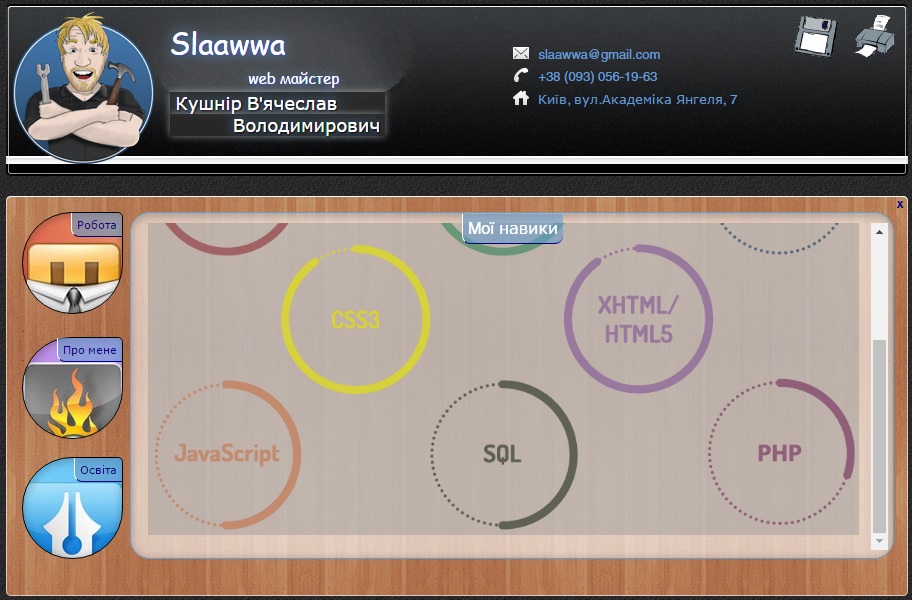 Slaawwa
web майстер
Кушнір В'ячеслав
Володимирович
slaawwa@gmail.com
+38 (093) 056-19-63
Київ, вул.Академіка Янгеля, 7
x
Робота
Про мене
Освіта
Мої навики
CSS3
XHTML/
HTML5
JavaScript
SQL
PHP